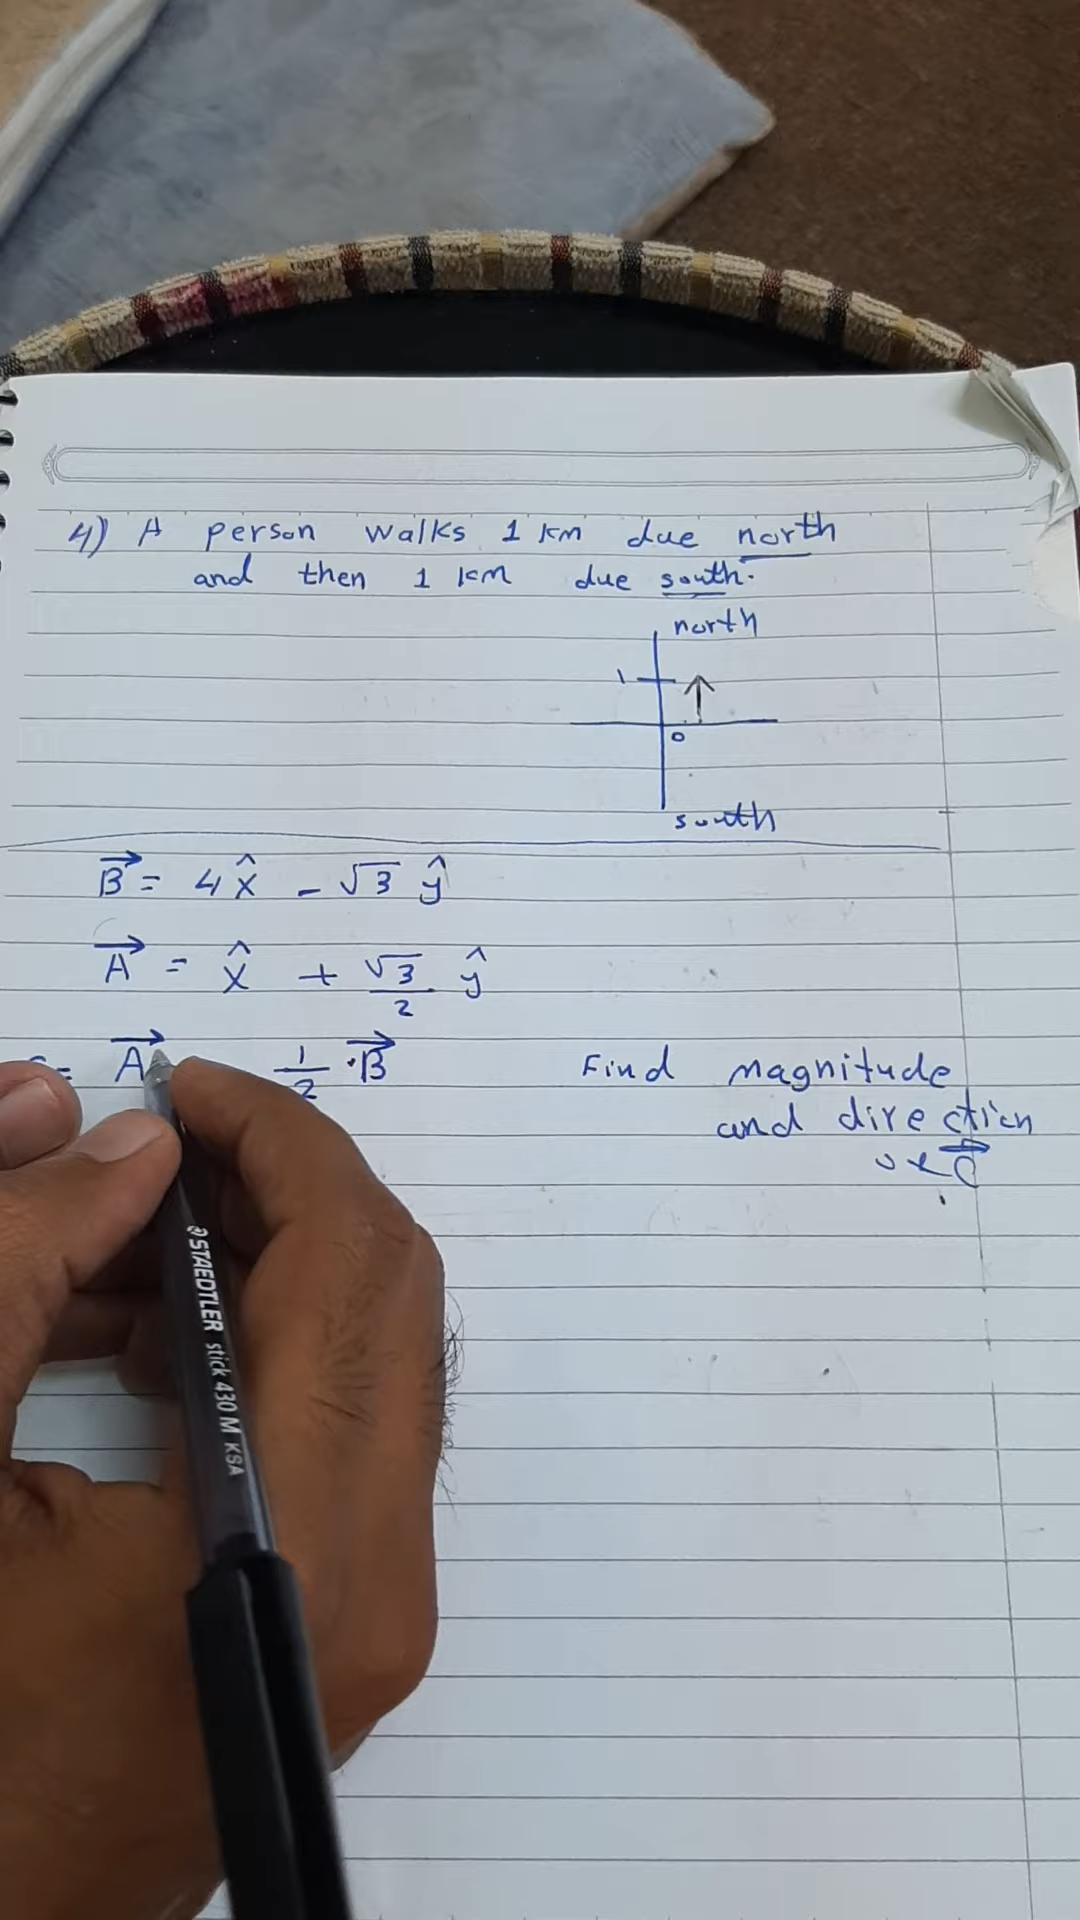 4) A person walks 1 km due north
and then 1 km due south.
north
1
0
south
B⃗ = 4x̂ - √3 ŷ
A⃗ = x̂ + √3/2 ŷ
= A⃗ 1/2 · B⃗ Find magnitude
and direction
C⃗
STAEDTLER stick 430 M KSA